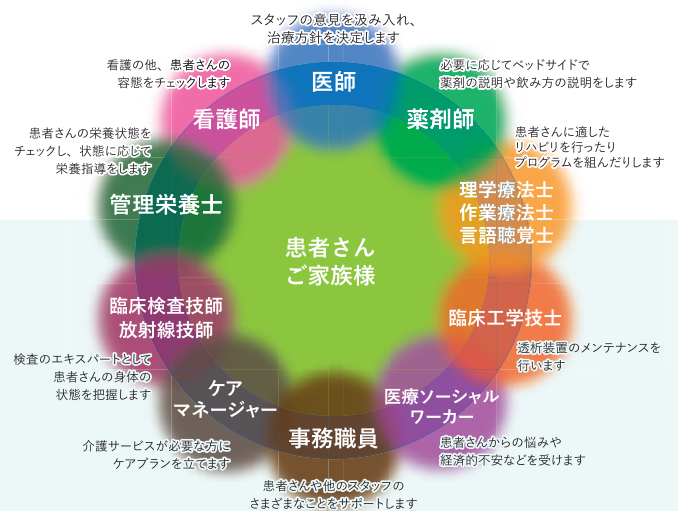 スタッフの意見を汲み入れ、
治療方針を決定します
医師
必要に応じてベッドサイドで
薬剤の説明や飲み方の説明をします
薬剤師
患者さんに適した
リハビリを行ったり
プログラムを組んだりします
理学療法士
作業療法士
言語聴覚士
臨床工学技士
透析装置のメンテナンスを
行います
医療ソーシャル
ワーカー
患者さんからの悩みや
経済的不安などを受けます
事務職員
患者さんや他のスタッフの
さまざまなことをサポートします
ケア
マネージャー
介護サービスが必要な方に
ケアプランを立てます
臨床検査技師
放射線技師
検査のエキスパートとして
患者さんの身体の
状態を把握します
管理栄養士
患者さんの栄養状態を
チェックし、状態に応じて
栄養指導をします
看護師
看護の他、患者さんの
容態をチェックします
患者さん
ご家族様